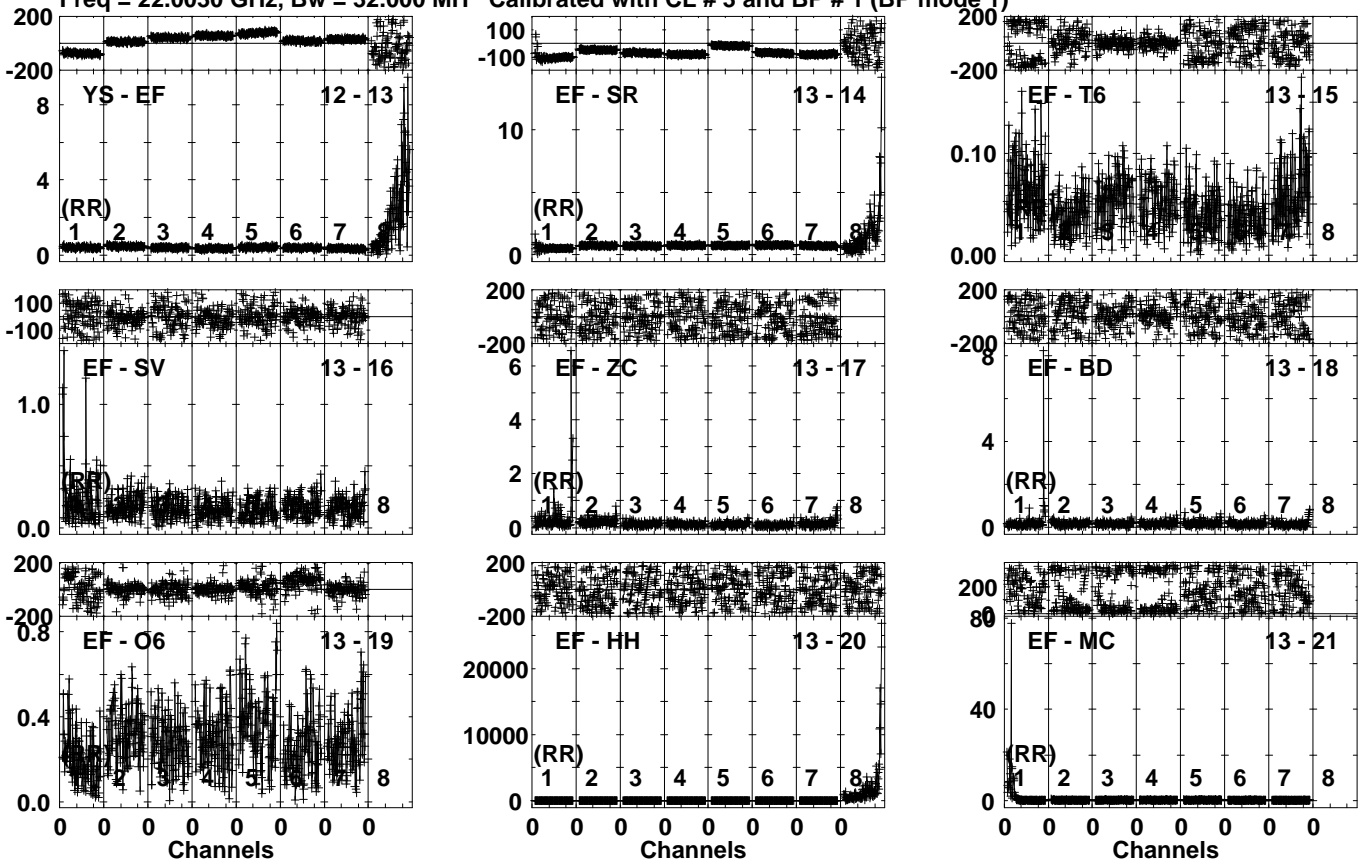 Freq = 22.0030 GHz, Bw = 32.000 MH Calibrated with CL # 3 and BP # 1 (BP mode 1)
200
-200
YS - EF 12 - 13
8
4
0
(RR)
1 2 3 4 5 6 7
100
-100
EF - SR 13 - 14
10
0
(RR)
1 2 3 4 5 6 7 8
200
-200
EF - T6 13 - 15
0.10
0.00
8
100
-100
EF - SV 13 - 16
1.0
0.0
(RR)
8
200
-200
EF - ZC 13 - 17
6
4
2
0
(RR)
1 2 3 4 5 6 7 8
200
-200
EF - BD 13 - 18
8
4
0
(RR)
1 2 3 4 5 6 7 8
200
-200
EF - O6 13 - 19
0.8
0.4
0.0
(RR)
2 3 4 5 6 7 8
0 0 0 0 0 0 0 0
Channels
200
-200
EF - HH 13 - 20
20000
10000
0
(RR)
1 2 3 4 5 6 7 8
0 0 0 0 0 0 0 0
Channels
200
0
EF - MC 13 - 21
80
40
0
(RR)
1 2 3 4 5 6 7 8
0 0 0 0 0 0 0 0
Channels